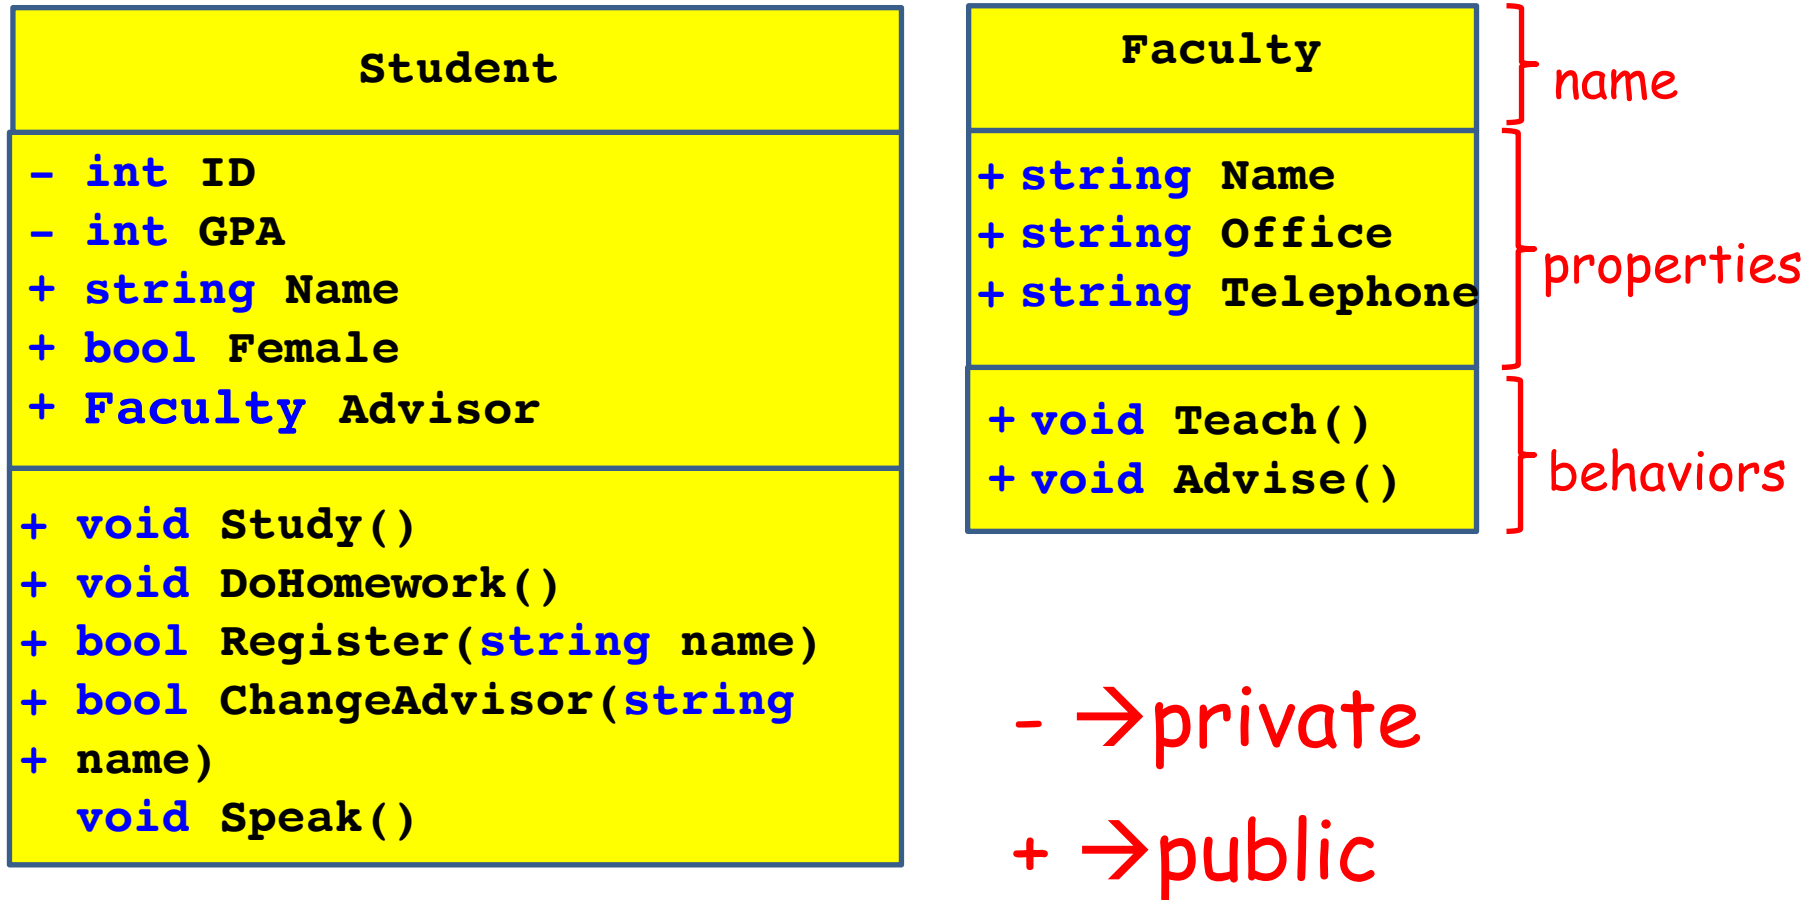 Student
- int ID
- int GPA
+ string Name
+ bool Female
+ Faculty Advisor
+ void Study()
+ void DoHomework()
+ bool Register(string name)
+ bool ChangeAdvisor(string
+ name)
void Speak()
Faculty
+ string Name
+ string Office
+ string Telephone
+ void Teach()
+ void Advise()
name
properties
behaviors
- →private
+ →public